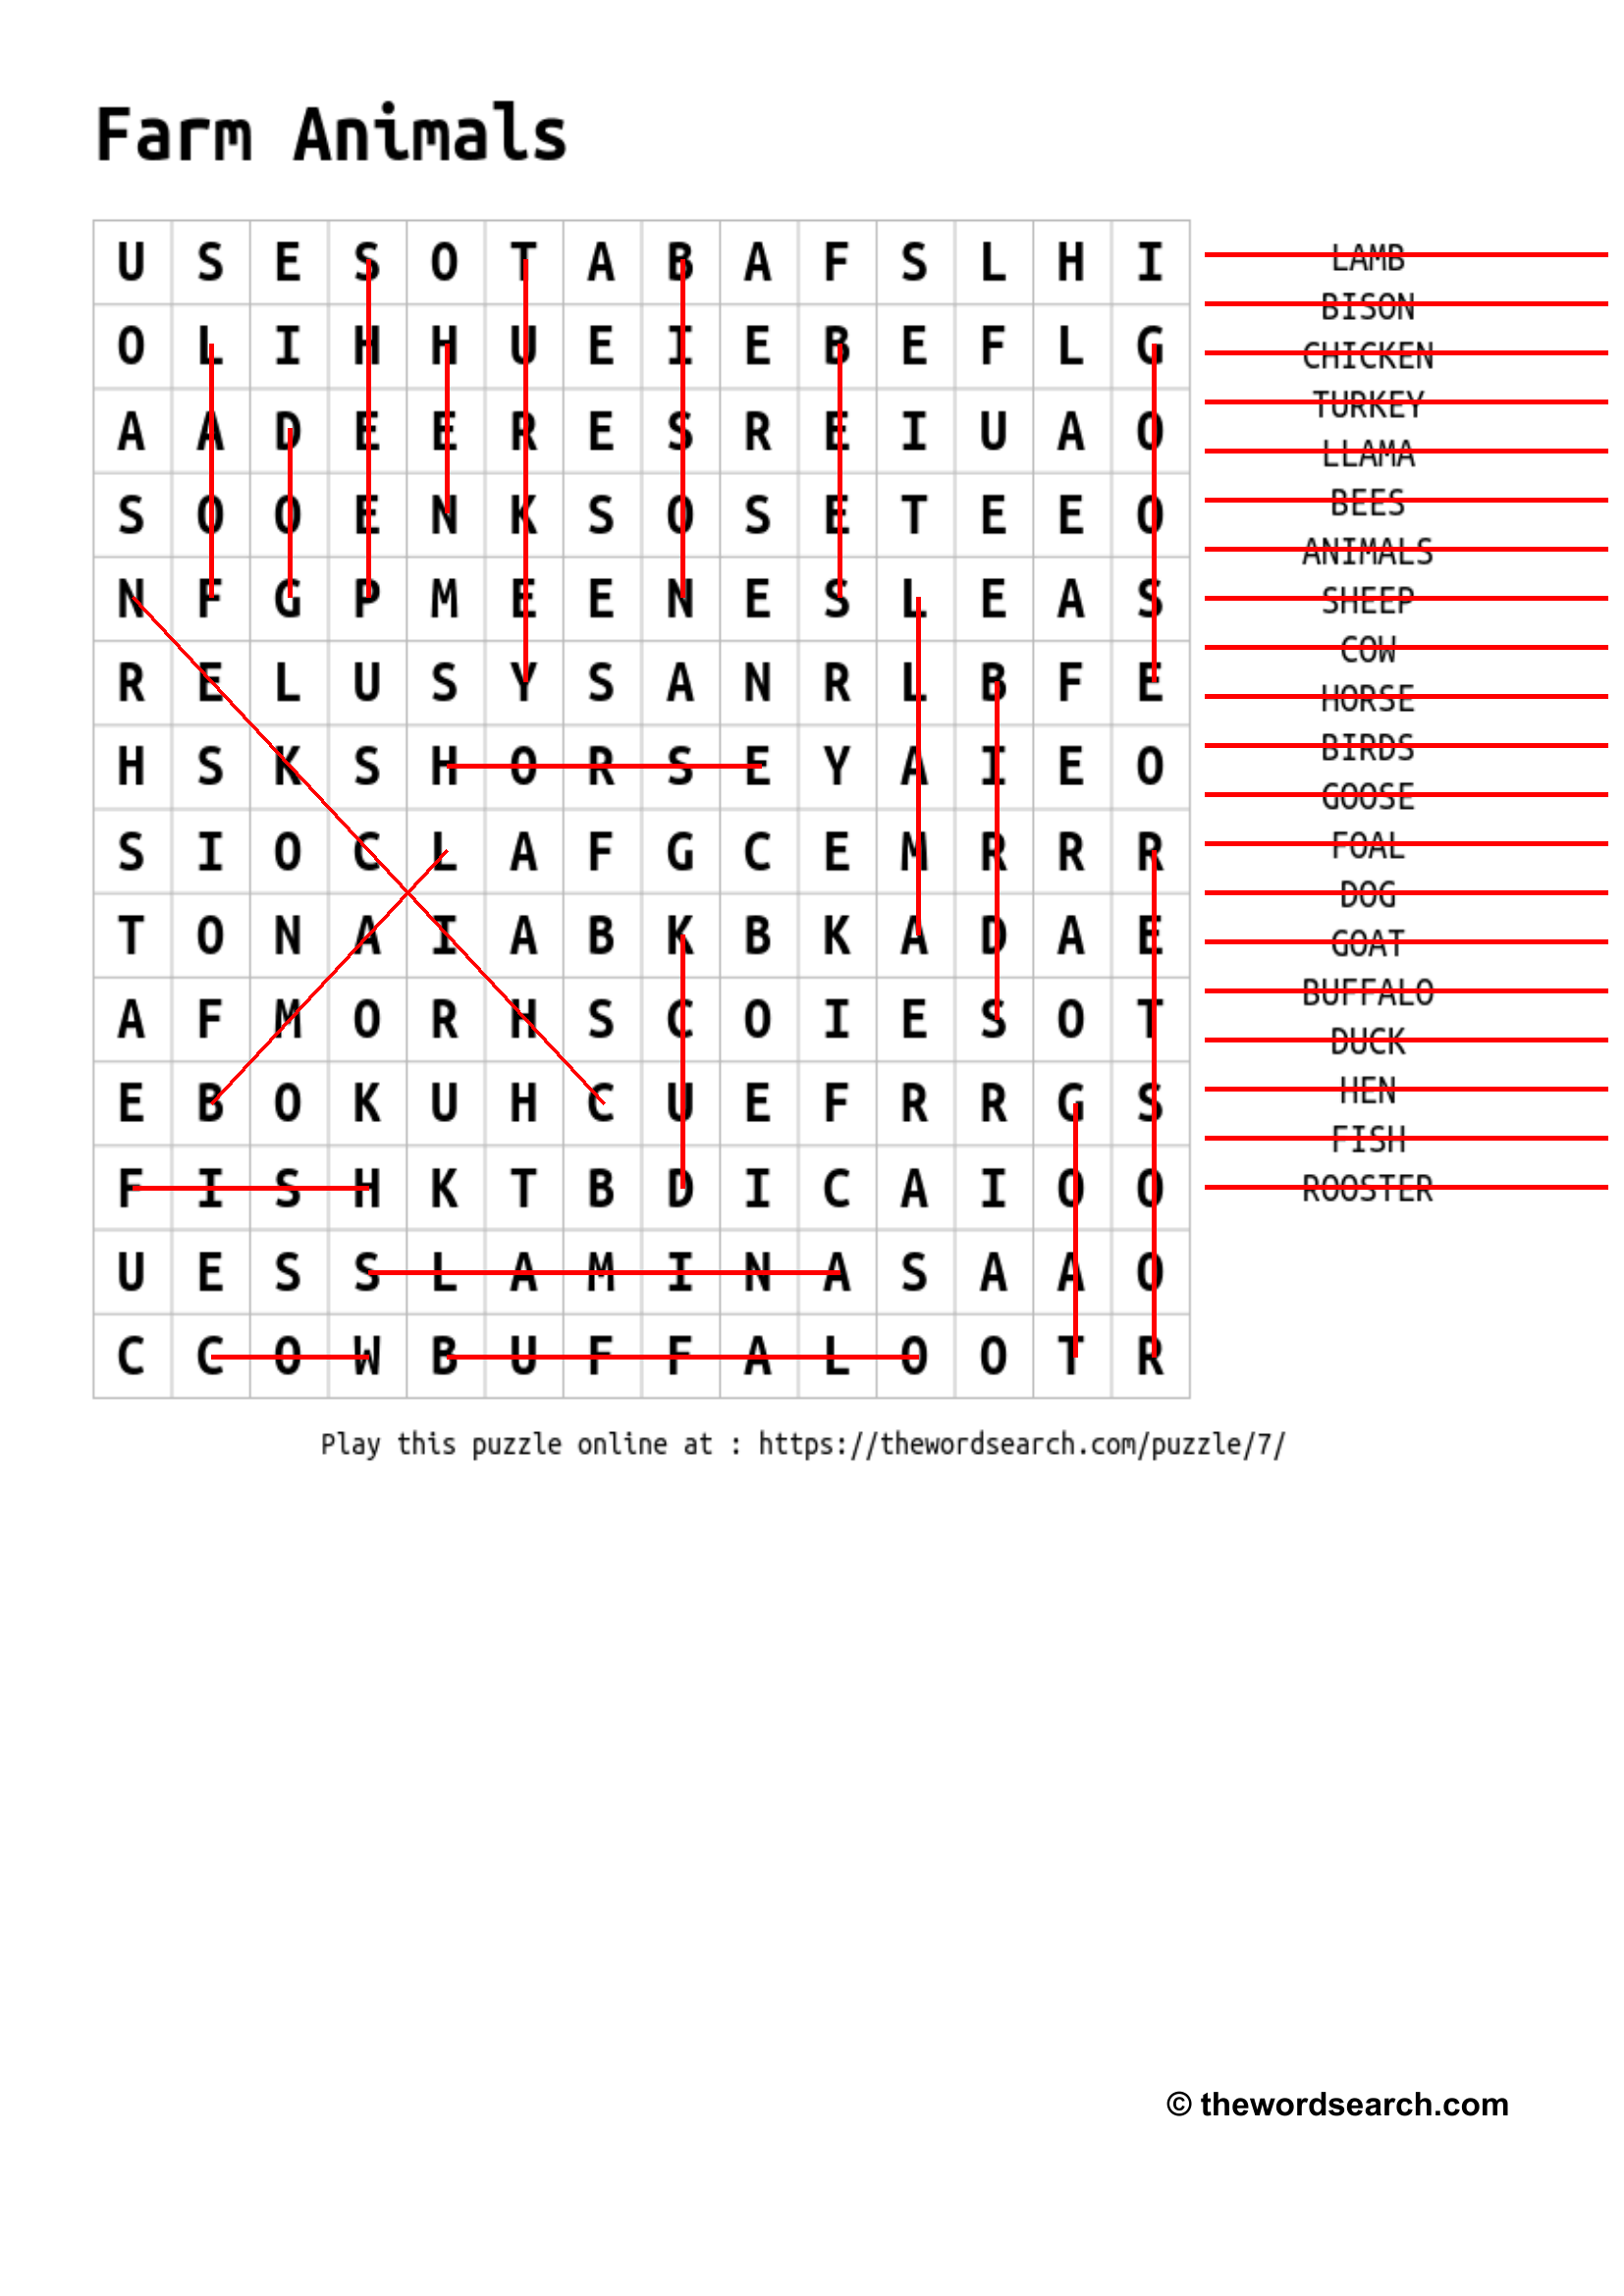 Farm Animals
U S E S O T A B A F S L H I
O L I H H U E I E B E F L G
A A D E E R E S R E I U A O
S O O E N K S O S E T E E O
N F G P M E E N E S L E A S
R E L U S Y S A N R L B F E
H S K S H O R S E Y A I E O
S I O C L A F G C E M R R R
T O N A I A B K B K A D A E
A F M O R H S C O I E S O T
E B O K U H C U E F R R G S
F I S H K T B D I C A I O O
U E S S L A M I N A S A A O
C C O W B U F F A L O O T R
LAMB
BISON
CHICKEN
TURKEY
LLAMA
BEES
ANIMALS
SHEEP
COW
HORSE
BIRDS
GOOSE
FOAL
DOG
GOAT
BUFFALO
DUCK
HEN
FISH
ROOSTER
Play this puzzle online at : https://thewordsearch.com/puzzle/7/
© thewordsearch.com